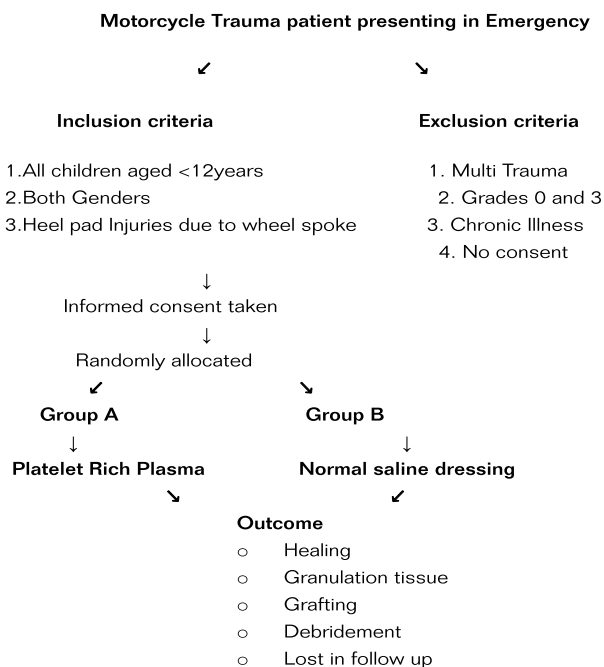 Motorcycle Trauma patient presenting in Emergency
↙ ↘
Inclusion criteria
1.All children aged <12years
2.Both Genders
3.Heel pad Injuries due to wheel spoke
Exclusion criteria
1. Multi Trauma
2. Grades 0 and 3
3. Chronic Illness
4. No consent
↓
Informed consent taken
↓
Randomly allocated
↙ ↘
Group A Group B
↓ ↓
Platelet Rich Plasma Normal saline dressing
↘ ↙
Outcome
o Healing
o Granulation tissue
o Grafting
o Debridement
o Lost in follow up